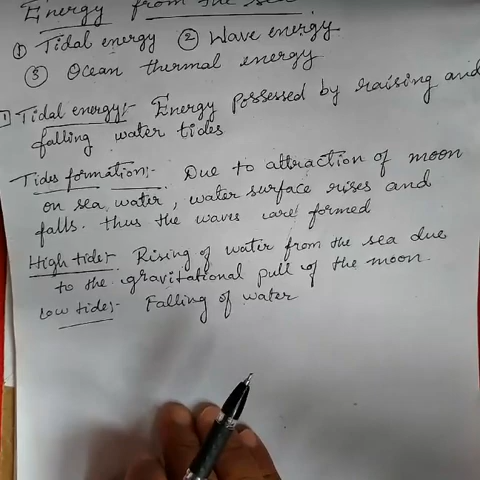 Energy from the sea
① Tidal energy ② Wave energy
③ Ocean thermal energy
1 Tidal energy:- Energy possessed by raising and
falling water tides
Tides formation:- Due to attraction of moon
on sea water, water surface rises and
falls. thus the waves are formed
High tide:- Rising of water from the sea due
to the gravitational pull of the moon.
Low tide:- Falling of water